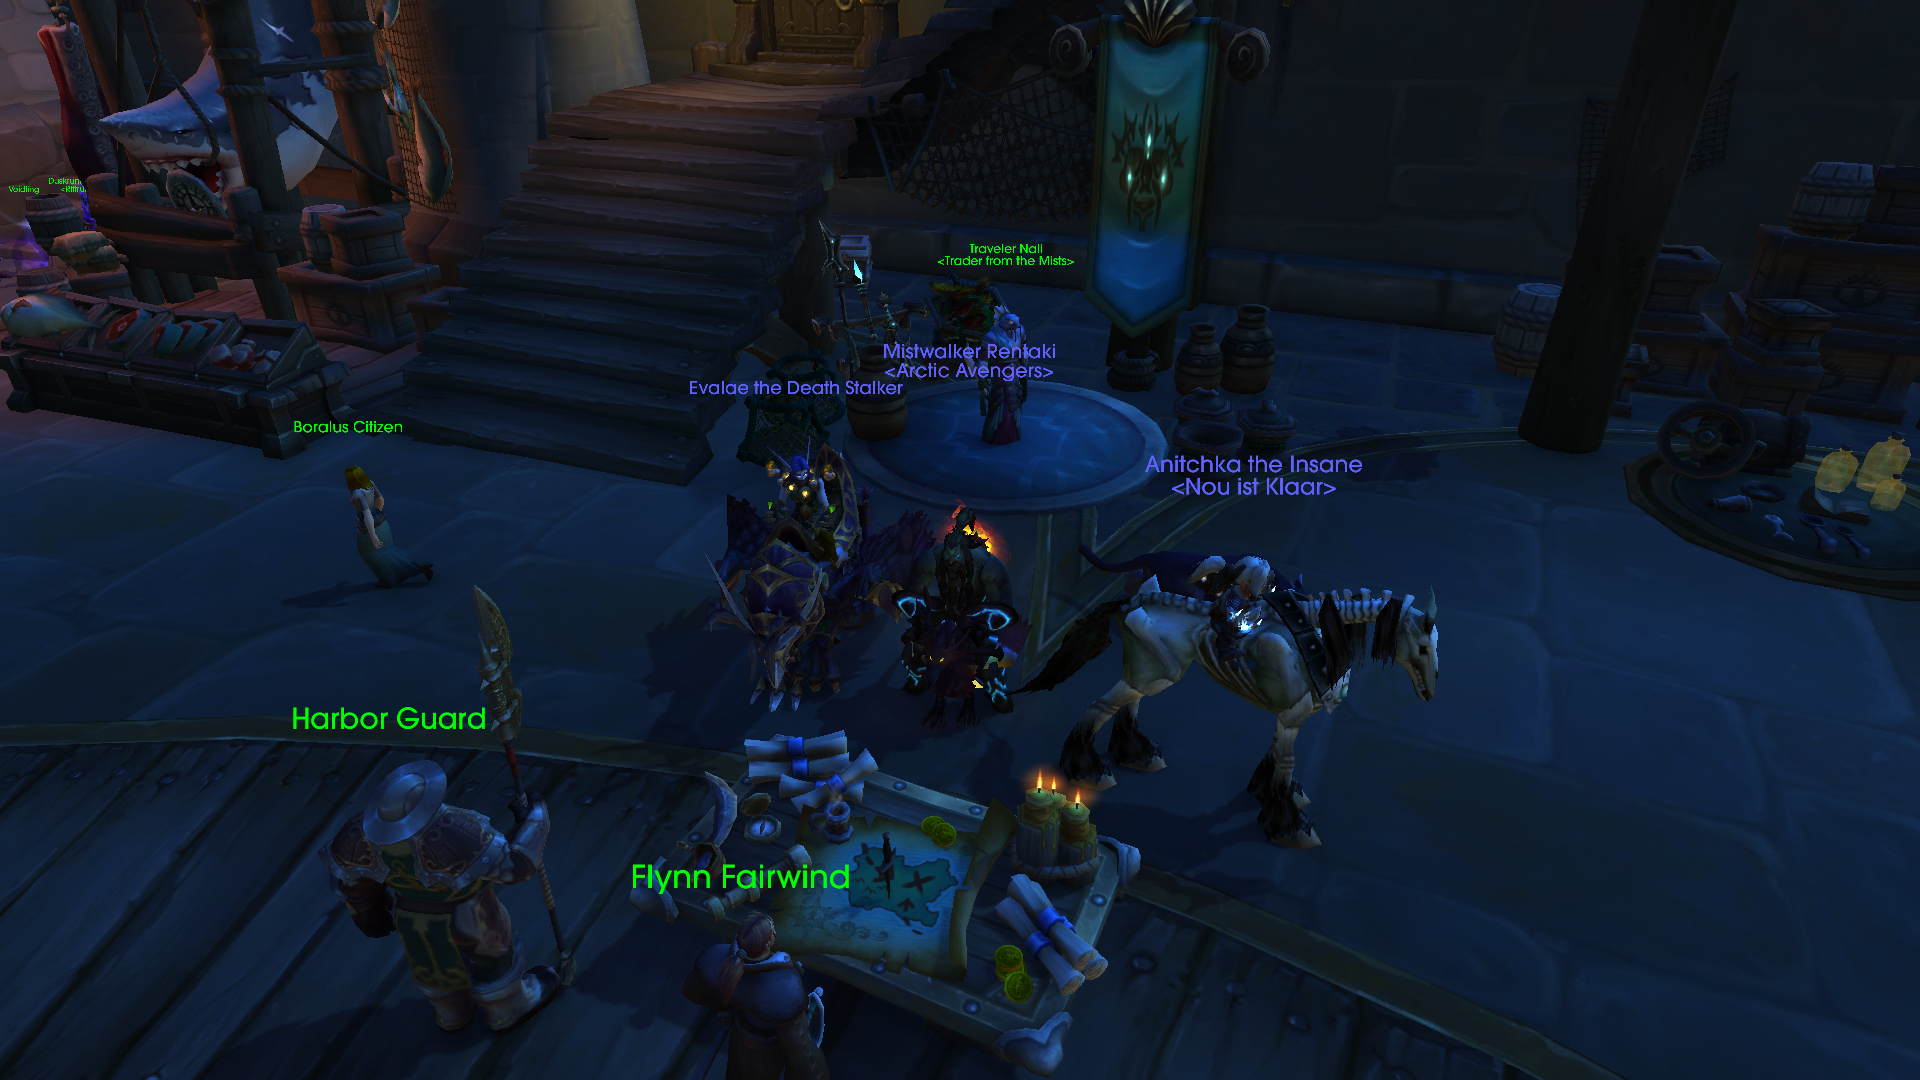 Voidling
Traveler Nali
<Trader from the Mists>
Mistwalker Rentaki
<Arctic Avengers>
Evalae the Death Stalker
Boralus Citizen
Anitchka the Insane
<Nou ist Klaar>
Harbor Guard
Flynn Fairwind